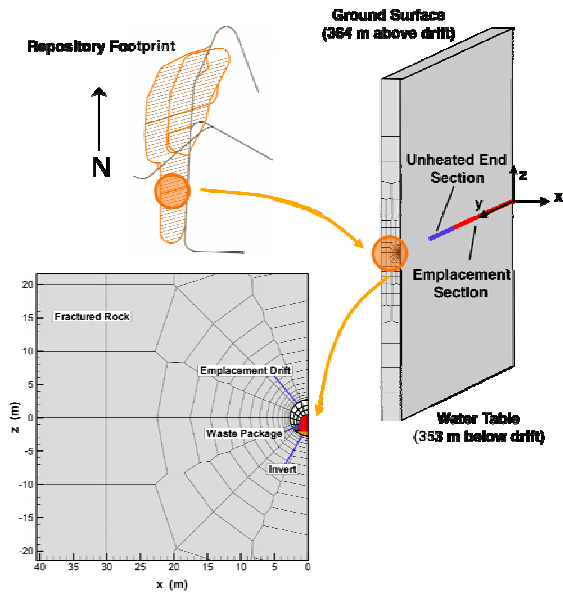 Ground Surface
(364 m above drift)
Repository Footprint
N
Unheated End
Section
z
x
y
Emplacement
Section
Water Table
(353 m below drift)
20
15
10
5
0
-5
-10
-15
-20
z (m)
Fractured Rock
Emplacement Drift
Waste Package
Invert
40 35 30 25 20 15 10 5 0
x (m)